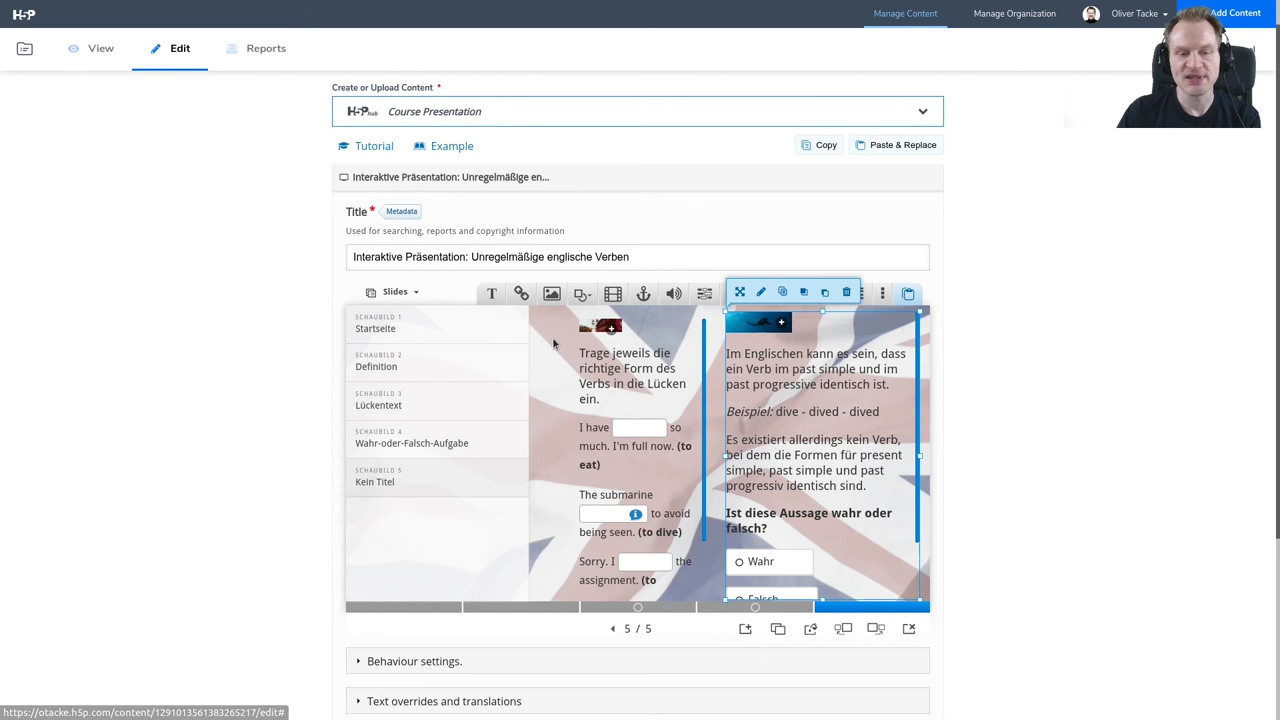 H5P
Manage Content
Manage Organization
Oliver Tacke
Add Content
View
Edit
Reports
Create or Upload Content *
H5P hub Course Presentation
Tutorial
Example
Copy
Paste & Replace
Interaktive Präsentation: Unregelmäßige en...
Title *
Metadata
Used for searching, reports and copyright information
Interaktive Präsentation: Unregelmäßige englische Verben
Slides
T
SCHAUBILD 1
Startseite
SCHAUBILD 2
Definition
SCHAUBILD 3
Lückentext
SCHAUBILD 4
Wahr-oder-Falsch-Aufgabe
SCHAUBILD 5
Kein Titel
Trage jeweils die
richtige Form des
Verbs in die Lücken
ein.
I have so
much. I'm full now. (to
eat)
The submarine
to avoid
being seen. (to dive)
Sorry. I the
assignment. (to
Im Englischen kann es sein, dass
ein Verb im past simple und im
past progressive identisch ist.
Beispiel: dive - dived - dived
Es existiert allerdings kein Verb,
bei dem die Formen für present
simple, past simple und past
progressiv identisch sind.
Ist diese Aussage wahr oder
falsch?
Wahr
Falsch
5 / 5
Behaviour settings.
Text overrides and translations
https://otacke.h5p.com/content/1291013561383265217/edit#